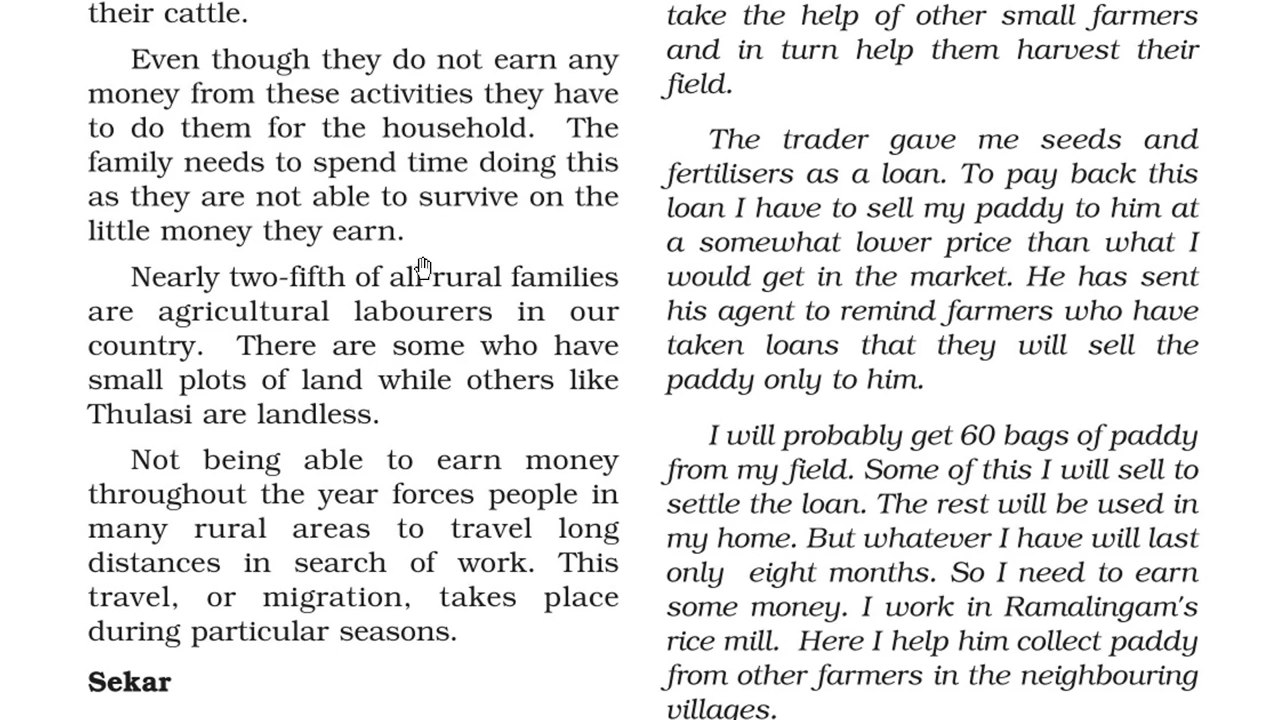 their cattle.
Even though they do not earn any
money from these activities they have
to do them for the household. The
family needs to spend time doing this
as they are not able to survive on the
little money they earn.
Nearly two-fifth of all rural families
are agricultural labourers in our
country. There are some who have
small plots of land while others like
Thulasi are landless.
Not being able to earn money
throughout the year forces people in
many rural areas to travel long
distances in search of work. This
travel, or migration, takes place
during particular seasons.
Sekar
take the help of other small farmers
and in turn help them harvest their
field.
The trader gave me seeds and
fertilisers as a loan. To pay back this
loan I have to sell my paddy to him at
a somewhat lower price than what I
would get in the market. He has sent
his agent to remind farmers who have
taken loans that they will sell the
paddy only to him.
I will probably get 60 bags of paddy
from my field. Some of this I will sell to
settle the loan. The rest will be used in
my home. But whatever I have will last
only eight months. So I need to earn
some money. I work in Ramalingam's
rice mill. Here I help him collect paddy
from other farmers in the neighbouring
villages.